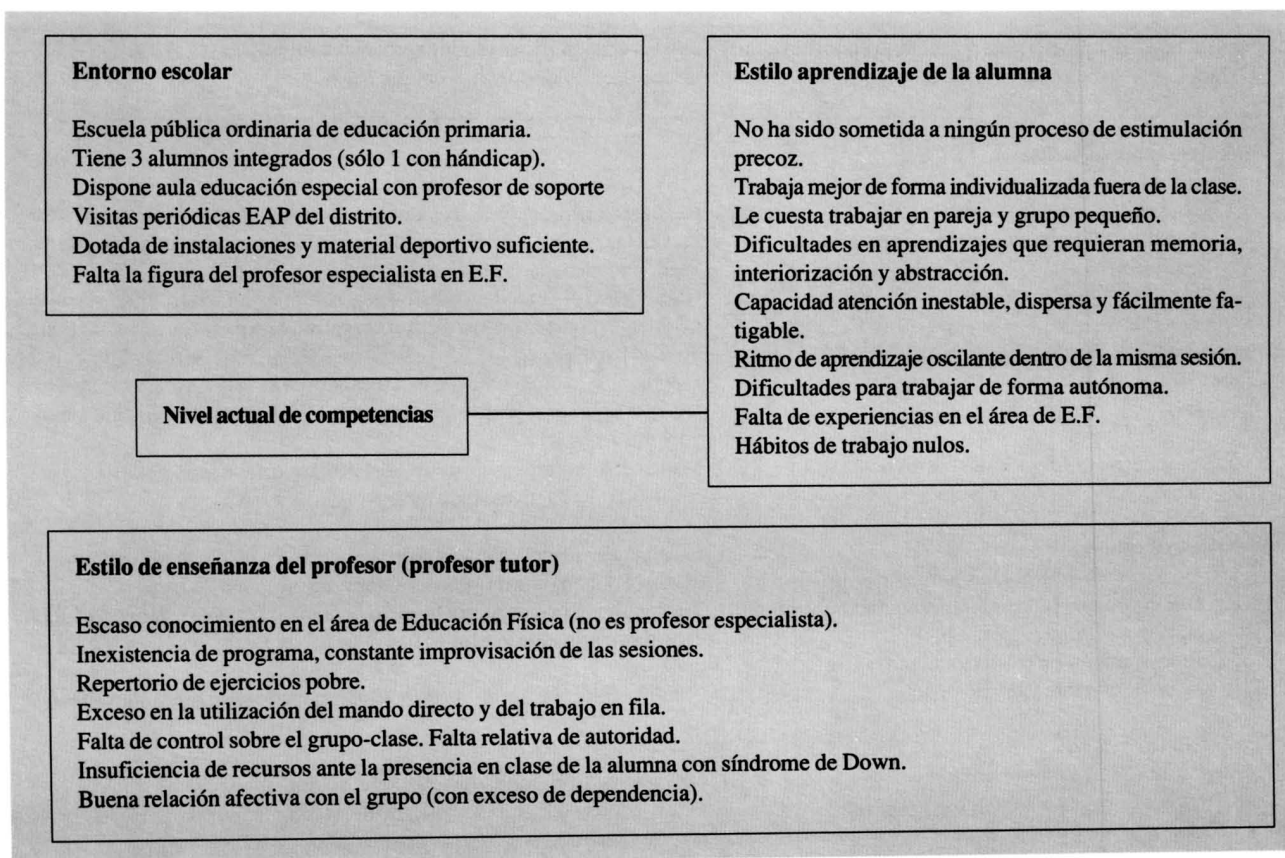 Entorno escolar
Escuela pública ordinaria de educación primaria.
Tiene 3 alumnos integrados (sólo 1 con hándicap).
Dispone aula educación especial con profesor de soporte
Visitas periódicas EAP del distrito.
Dotada de instalaciones y material deportivo suficiente.
Falta la figura del profesor especialista en E.F.
Estilo aprendizaje de la alumna
No ha sido sometida a ningún proceso de estimulación
precoz.
Trabaja mejor de forma individualizada fuera de la clase.
Le cuesta trabajar en pareja y grupo pequeño.
Dificultades en aprendizajes que requieran memoria,
interiorización y abstracción.
Capacidad atención inestable, dispersa y fácilmente fa-
tigable.
Ritmo de aprendizaje oscilante dentro de la misma sesión.
Dificultades para trabajar de forma autónoma.
Falta de experiencias en el área de E.F.
Hábitos de trabajo nulos.
Nivel actual de competencias
Estilo de enseñanza del profesor (profesor tutor)
Escaso conocimiento en el área de Educación Física (no es profesor especialista).
Inexistencia de programa, constante improvisación de las sesiones.
Repertorio de ejercicios pobre.
Exceso en la utilización del mando directo y del trabajo en fila.
Falta de control sobre el grupo-clase. Falta relativa de autoridad.
Insuficiencia de recursos ante la presencia en clase de la alumna con síndrome de Down.
Buena relación afectiva con el grupo (con exceso de dependencia).